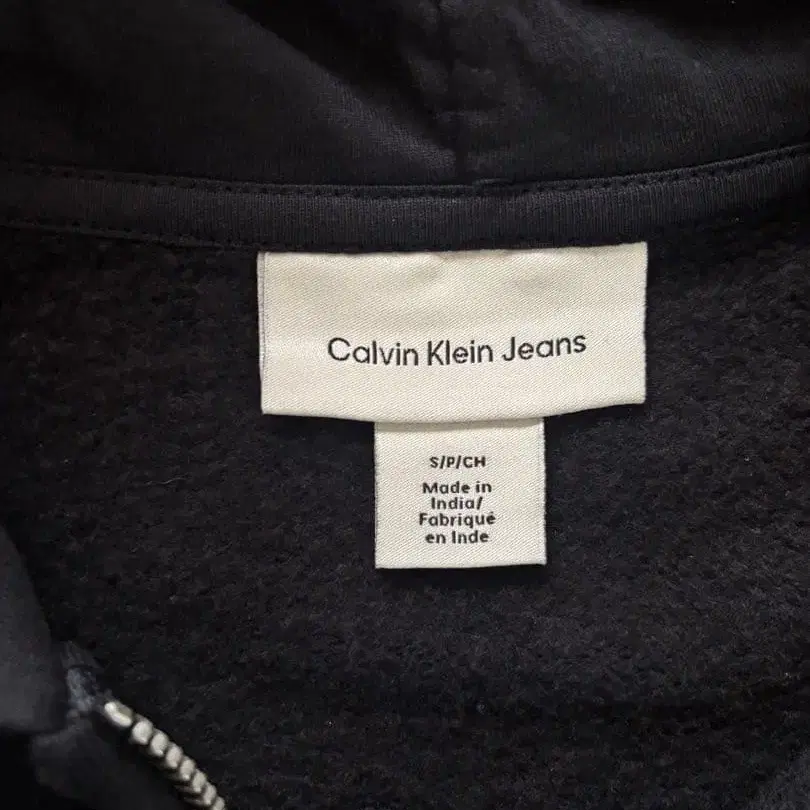 Calvin Klein Jeans
S/P/CH
Made in
India/
Fabriqué
en Inde